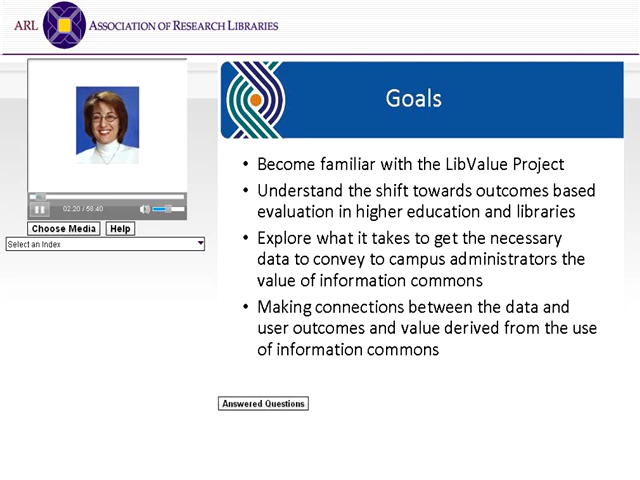 ARL ASSOCIATION OF RESEARCH LIBRARIES
02:20 / 58:40
Choose Media Help
Select an Index
Goals
• Become familiar with the LibValue Project
• Understand the shift towards outcomes based
evaluation in higher education and libraries
• Explore what it takes to get the necessary
data to convey to campus administrators the
value of information commons
• Making connections between the data and
user outcomes and value derived from the use
of information commons
Answered Questions